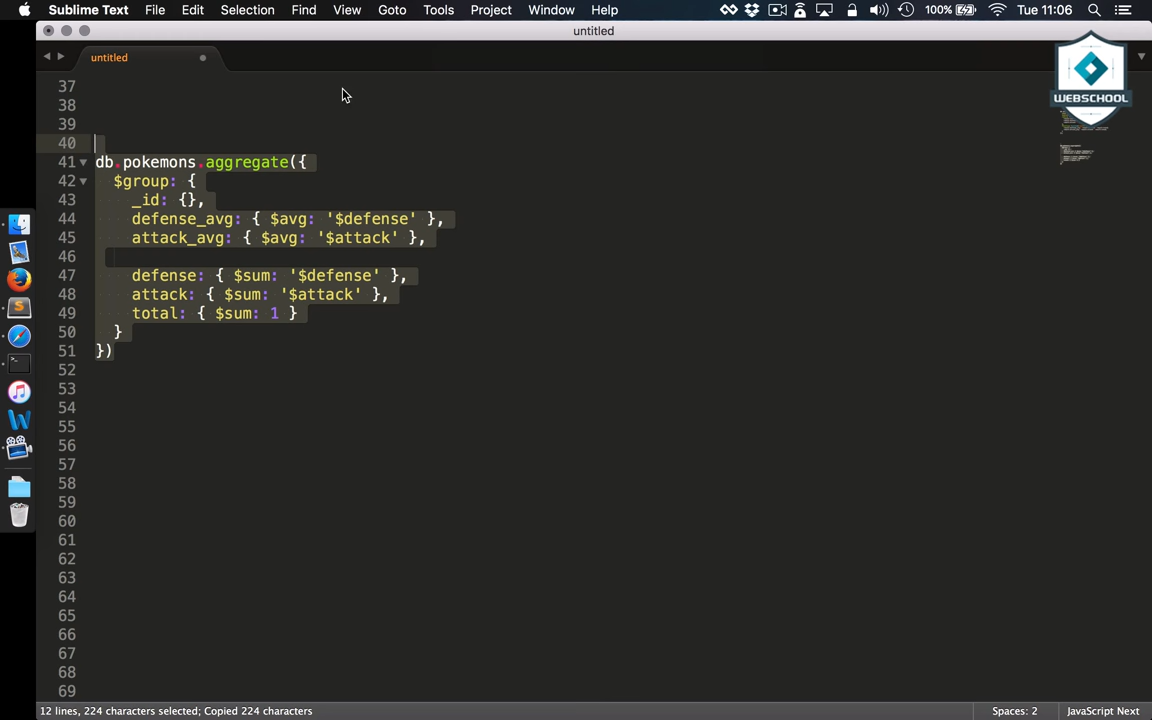 Sublime Text File Edit Selection Find View Goto Tools Project Window Help 100% Tue 11:06
untitled
untitled
WEBSCHOOL
37
38
39
40
41 db.pokemons.aggregate({
42 $group: {
43 _id: {},
44 defense_avg: { $avg: '$defense' },
45 attack_avg: { $avg: '$attack' },
46
47 defense: { $sum: '$defense' },
48 attack: { $sum: '$attack' },
49 total: { $sum: 1 }
50 }
51 })
52
53
54
55
56
57
58
59
60
61
62
63
64
65
66
67
68
69
12 lines, 224 characters selected; Copied 224 characters Spaces: 2 JavaScript Next